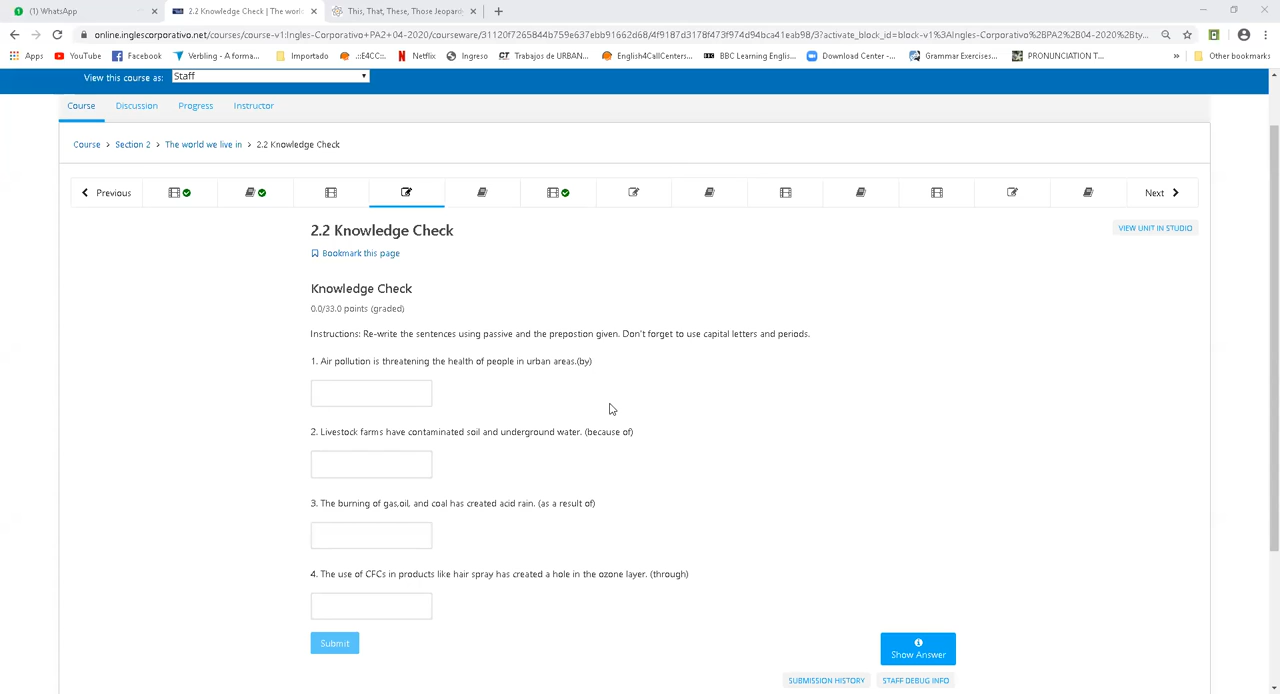 (1) WhatsApp
2.2 Knowledge Check | The worl
This, That, These, Those Jeopard
online.inglescorporativo.net/courses/course-v1:Ingles-Corporativo+PA2+04-2020/courseware/31120f7265844b759e637ebb91662d68/4f9187d3178f473f974d94bca41eab98/3?activate_block_id=block-v1%3AIngles-Corporativo%2BPA2%2B04-2020%2Bty...
Apps YouTube Facebook Verbling - A forma... Importado .::E4CC::. Netflix Ingreso CT Trabajos de URBAN... English4CallCenters... BBC Learning Englis... Download Center -... Grammar Exercises... PRONUNCIATION T... » Other bookmarks
View this course as: Staff
Course Discussion Progress Instructor
Course > Section 2 > The world we live in > 2.2 Knowledge Check
Previous Next
2.2 Knowledge Check
VIEW UNIT IN STUDIO
Bookmark this page
Knowledge Check
0.0/33.0 points (graded)
Instructions: Re-write the sentences using passive and the prepostion given. Don't forget to use capital letters and periods.
1. Air pollution is threatening the health of people in urban areas.(by)
2. Livestock farms have contaminated soil and underground water. (because of)
3. The burning of gas,oil, and coal has created acid rain. (as a result of)
4. The use of CFCs in products like hair spray has created a hole in the ozone layer. (through)
Submit
Show Answer
SUBMISSION HISTORY STAFF DEBUG INFO